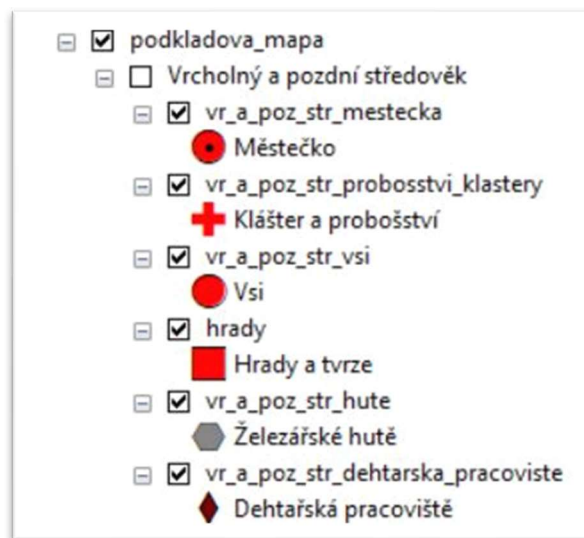 podkladova_mapa
Vrcholný a pozdní středověk
vr_a_poz_str_mestecka
Městečko
vr_a_poz_str_probosstvi_klastery
Klášter a probošství
vr_a_poz_str_vsi
Vsi
hrady
Hrady a tvrze
vr_a_poz_str_hute
Železářské hutě
vr_a_poz_str_dehtarska_pracoviste
Dehtařská pracoviště